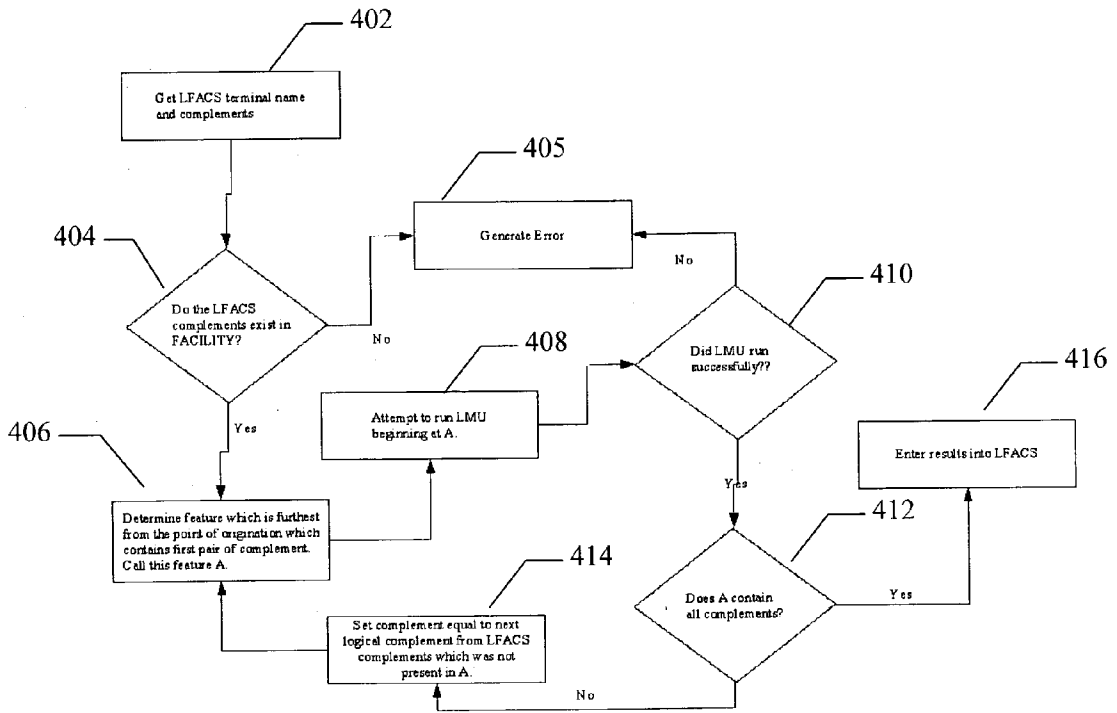 402
Get LFACS terminal name
and complements
405
Generate Error
404
Do the LFACS
complements exist in
FACILITY?
No
No
410
Did LMU run
successfully??
408
Attempt to run LMU
beginning at A.
416
Enter results into LFACS
406
Yes
Determine feature which is furthest
from the point of origination which
contains first pair of complement.
Call this feature A.
Yes
412
Does A contain
all complements?
Yes
414
Set complement equal to next
logical complement from LFACS
complements which was not
present in A.
No